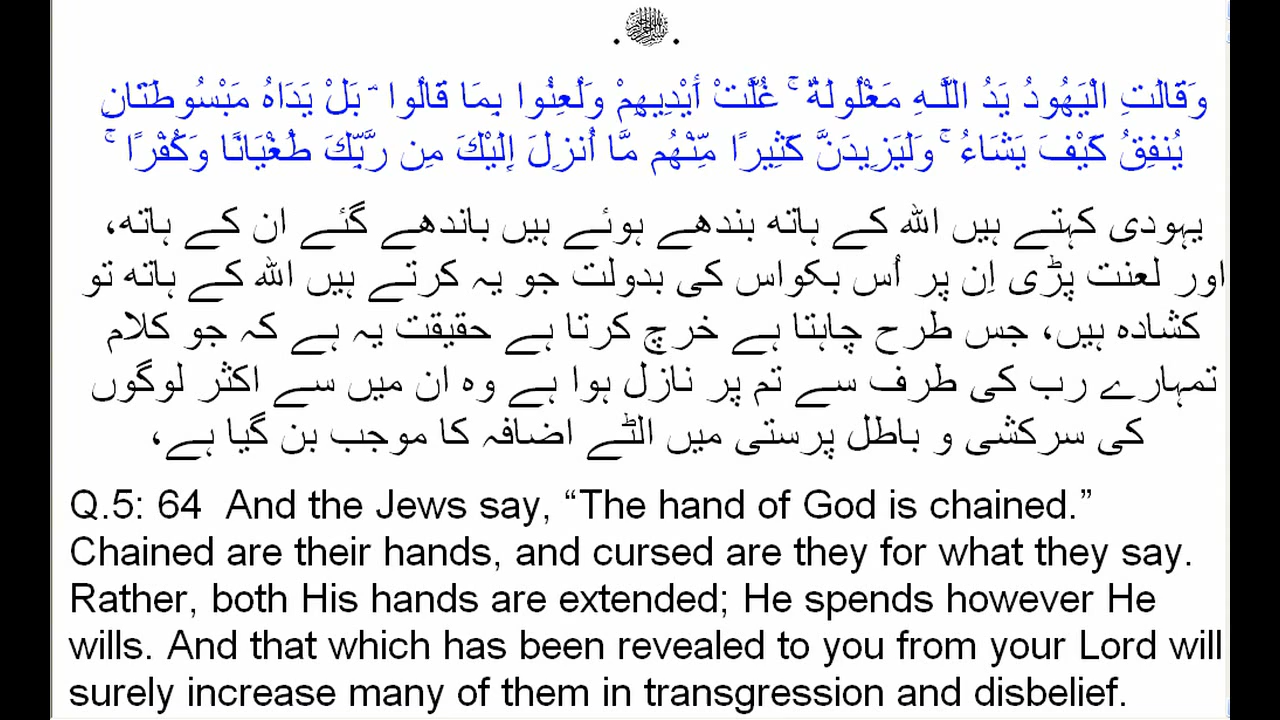 وَقَالَتِ الْيَهُودُ يَدُ اللَّـهِ مَغْلُولَةٌ ۚ غُلَّتْ أَيْدِيهِمْ وَلُعِنُوا بِمَا قَالُوا ۘ بَلْ يَدَاهُ مَبْسُوطَتَانِ
يُنفِقُ كَيْفَ يَشَاءُ ۚ وَلَيَزِيدَنَّ كَثِيرًا مِّنْهُم مَّا أُنزِلَ إِلَيْكَ مِن رَّبِّكَ طُغْيَانًا وَكُفْرًا ۚ
یہودی کہتے ہیں اللہ کے ہاتھ بندھے ہوئے ہیں باندھے گئے ان کے ہاتھ،
اور لعنت پڑی اِن پر اُس بکواس کی بدولت جو یہ کرتے ہیں اللہ کے ہاتھ تو
کشادہ ہیں، جس طرح چاہتا ہے خرچ کرتا ہے حقیقت یہ ہے کہ جو کلام
تمہارے رب کی طرف سے تم پر نازل ہوا ہے وہ ان میں سے اکثر لوگوں
کی سرکشی و باطل پرستی میں الٹے اضافہ کا موجب بن گیا ہے،
Q.5: 64 And the Jews say, “The hand of God is chained.”
Chained are their hands, and cursed are they for what they say.
Rather, both His hands are extended; He spends however He
wills. And that which has been revealed to you from your Lord will
surely increase many of them in transgression and disbelief.